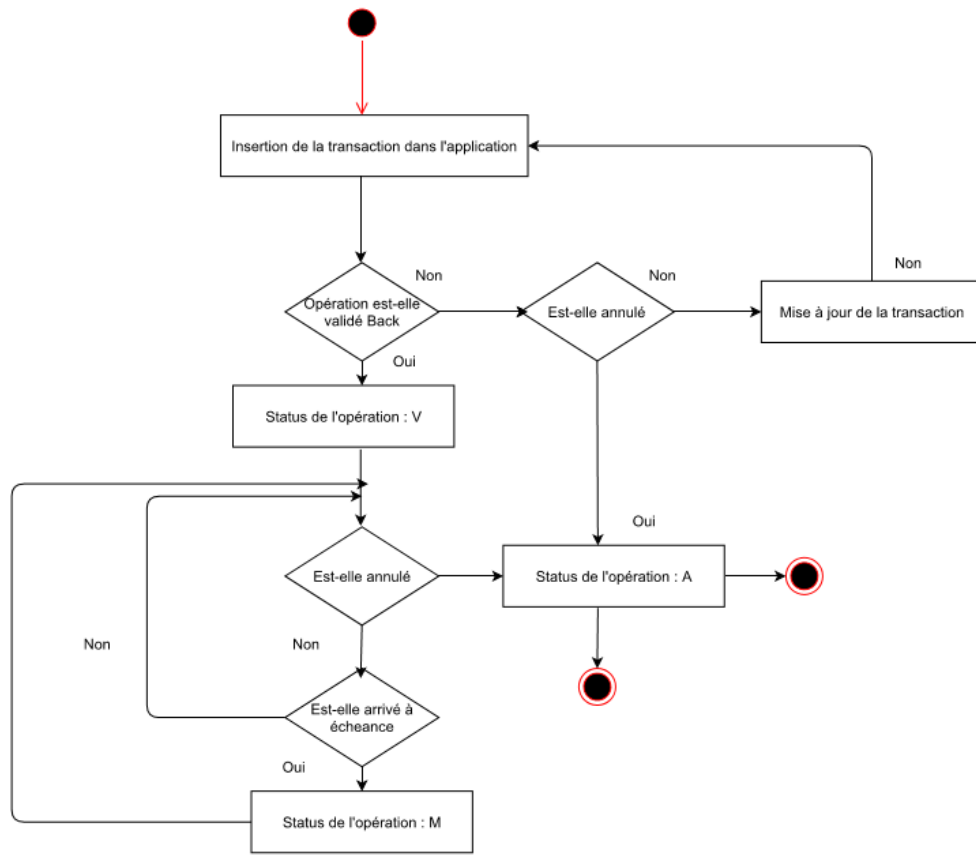 Insertion de la transaction dans l'application
Non
Non
Non
Opération est-elle
validé Back
Est-elle annulé
Mise à jour de la transaction
Oui
Status de l'opération : V
Oui
Est-elle annulé
Status de l'opération : A
Non
Non
Est-elle arrivé à
écheance
Oui
Status de l'opération : M